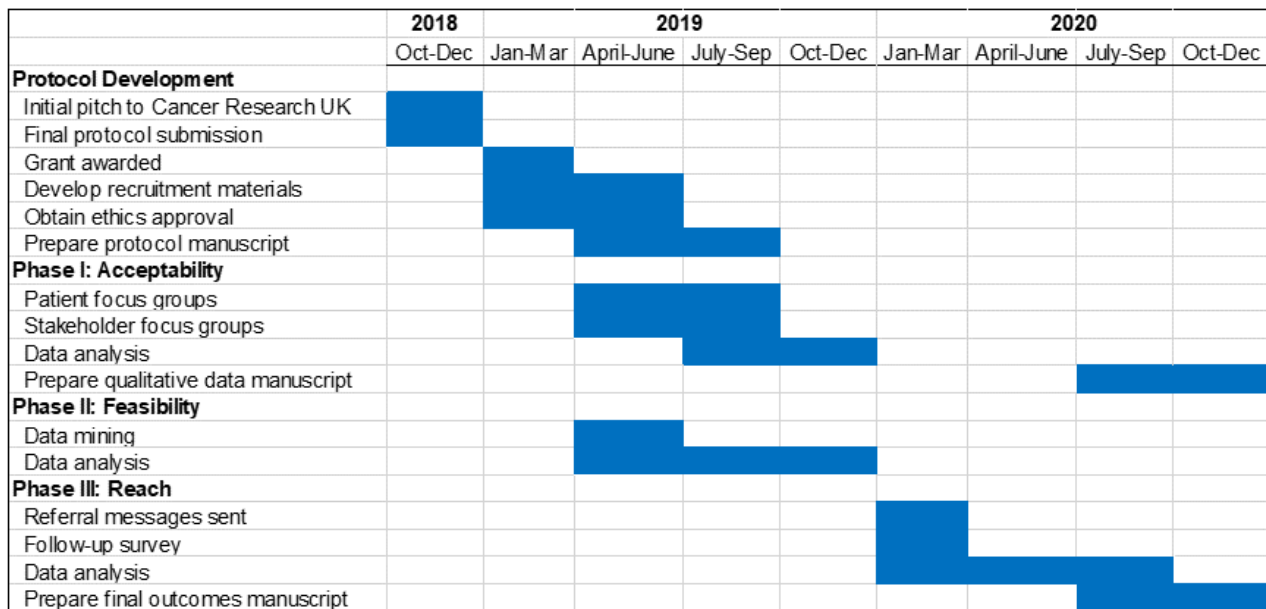 2018 2019 2020
Oct-Dec Jan-Mar April-June July-Sep Oct-Dec Jan-Mar April-June July-Sep Oct-Dec
Protocol Development
Initial pitch to Cancer Research UK
Final protocol submission
Grant awarded
Develop recruitment materials
Obtain ethics approval
Prepare protocol manuscript
Phase I: Acceptability
Patient focus groups
Stakeholder focus groups
Data analysis
Prepare qualitative data manuscript
Phase II: Feasibility
Data mining
Data analysis
Phase III: Reach
Referral messages sent
Follow-up survey
Data analysis
Prepare final outcomes manuscript